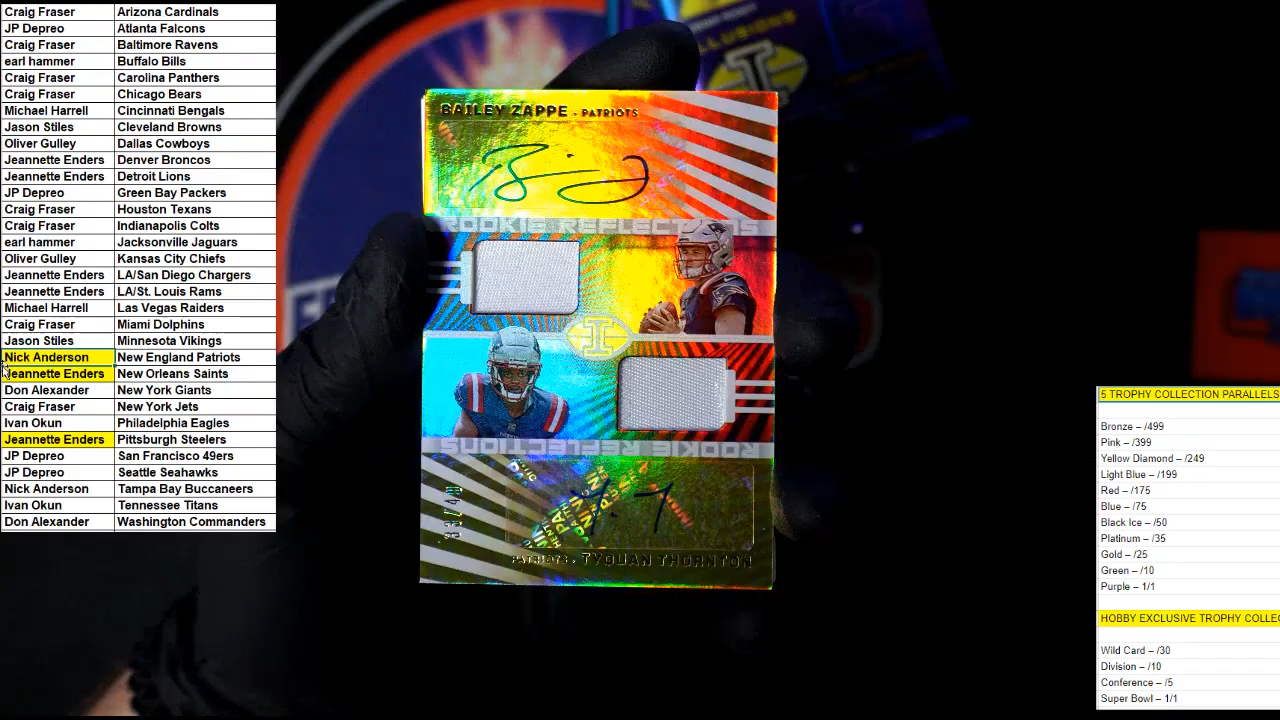 Craig Fraser Arizona Cardinals
JP Depreo Atlanta Falcons
Craig Fraser Baltimore Ravens
earl hammer Buffalo Bills
Craig Fraser Carolina Panthers
Craig Fraser Chicago Bears
Michael Harrell Cincinnati Bengals
Jason Stiles Cleveland Browns
Oliver Gulley Dallas Cowboys
Jeannette Enders Denver Broncos
Jeannette Enders Detroit Lions
JP Depreo Green Bay Packers
Craig Fraser Houston Texans
Craig Fraser Indianapolis Colts
earl hammer Jacksonville Jaguars
Oliver Gulley Kansas City Chiefs
Jeannette Enders LA/San Diego Chargers
Jeannette Enders LA/St. Louis Rams
Michael Harrell Las Vegas Raiders
Craig Fraser Miami Dolphins
Jason Stiles Minnesota Vikings
Nick Anderson New England Patriots
Jeannette Enders New Orleans Saints
Don Alexander New York Giants
Craig Fraser New York Jets
Ivan Okun Philadelphia Eagles
Jeannette Enders Pittsburgh Steelers
JP Depreo San Francisco 49ers
JP Depreo Seattle Seahawks
Nick Anderson Tampa Bay Buccaneers
Ivan Okun Tennessee Titans
Don Alexander Washington Commanders
BAILEY ZAPPE - PATRIOTS
ROOKIE REFLECTIONS
ROOKIE REFLECTIONS
PATRIOTS - TYQUAN THORNTON
5 TROPHY COLLECTION PARALLELS
Bronze – /499
Pink – /399
Yellow Diamond – /249
Light Blue – /199
Red – /175
Blue – /75
Black Ice – /50
Platinum – /35
Gold – /25
Green – /10
Purple – 1/1
HOBBY EXCLUSIVE TROPHY COLLEC
Wild Card – /30
Division – /10
Conference – /5
Super Bowl – 1/1